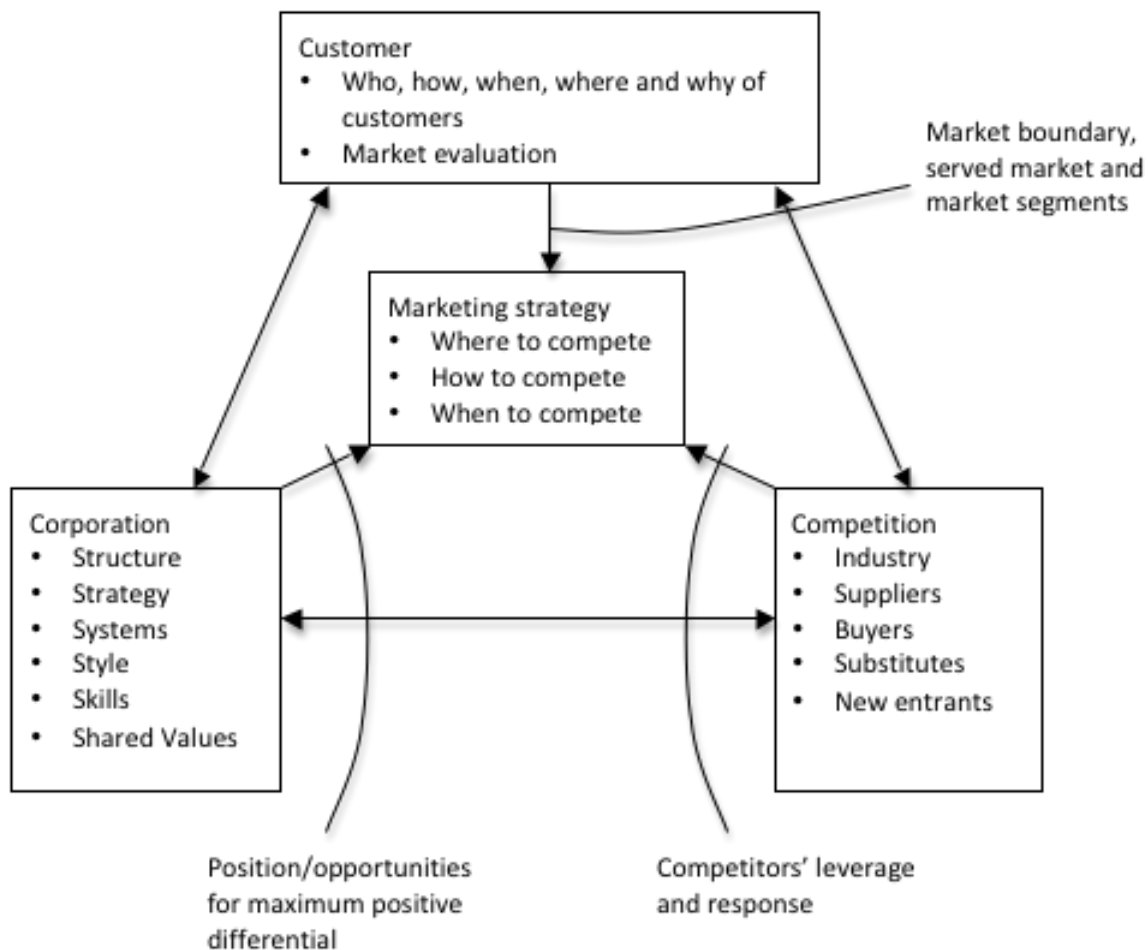 Customer
• Who, how, when, where and why of
customers
• Market evaluation
Market boundary,
served market and
market segments
Marketing strategy
• Where to compete
• How to compete
• When to compete
Corporation
• Structure
• Strategy
• Systems
• Style
• Skills
• Shared Values
Competition
• Industry
• Suppliers
• Buyers
• Substitutes
• New entrants
Position/opportunities
for maximum positive
differential
Competitors’ leverage
and response